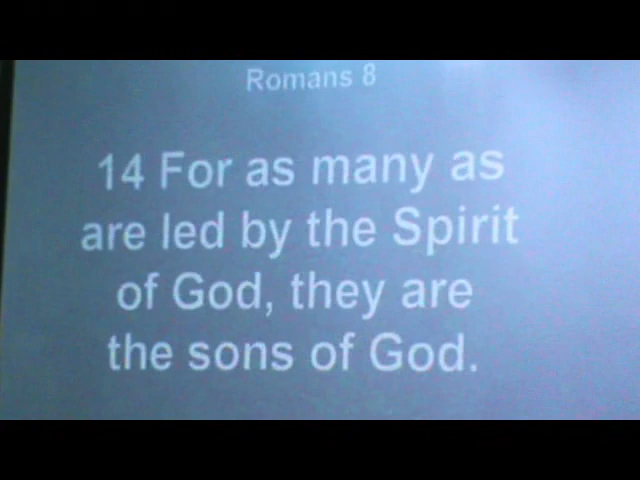 Romans 8
14 For as many as
are led by the Spirit
of God, they are
the sons of God.